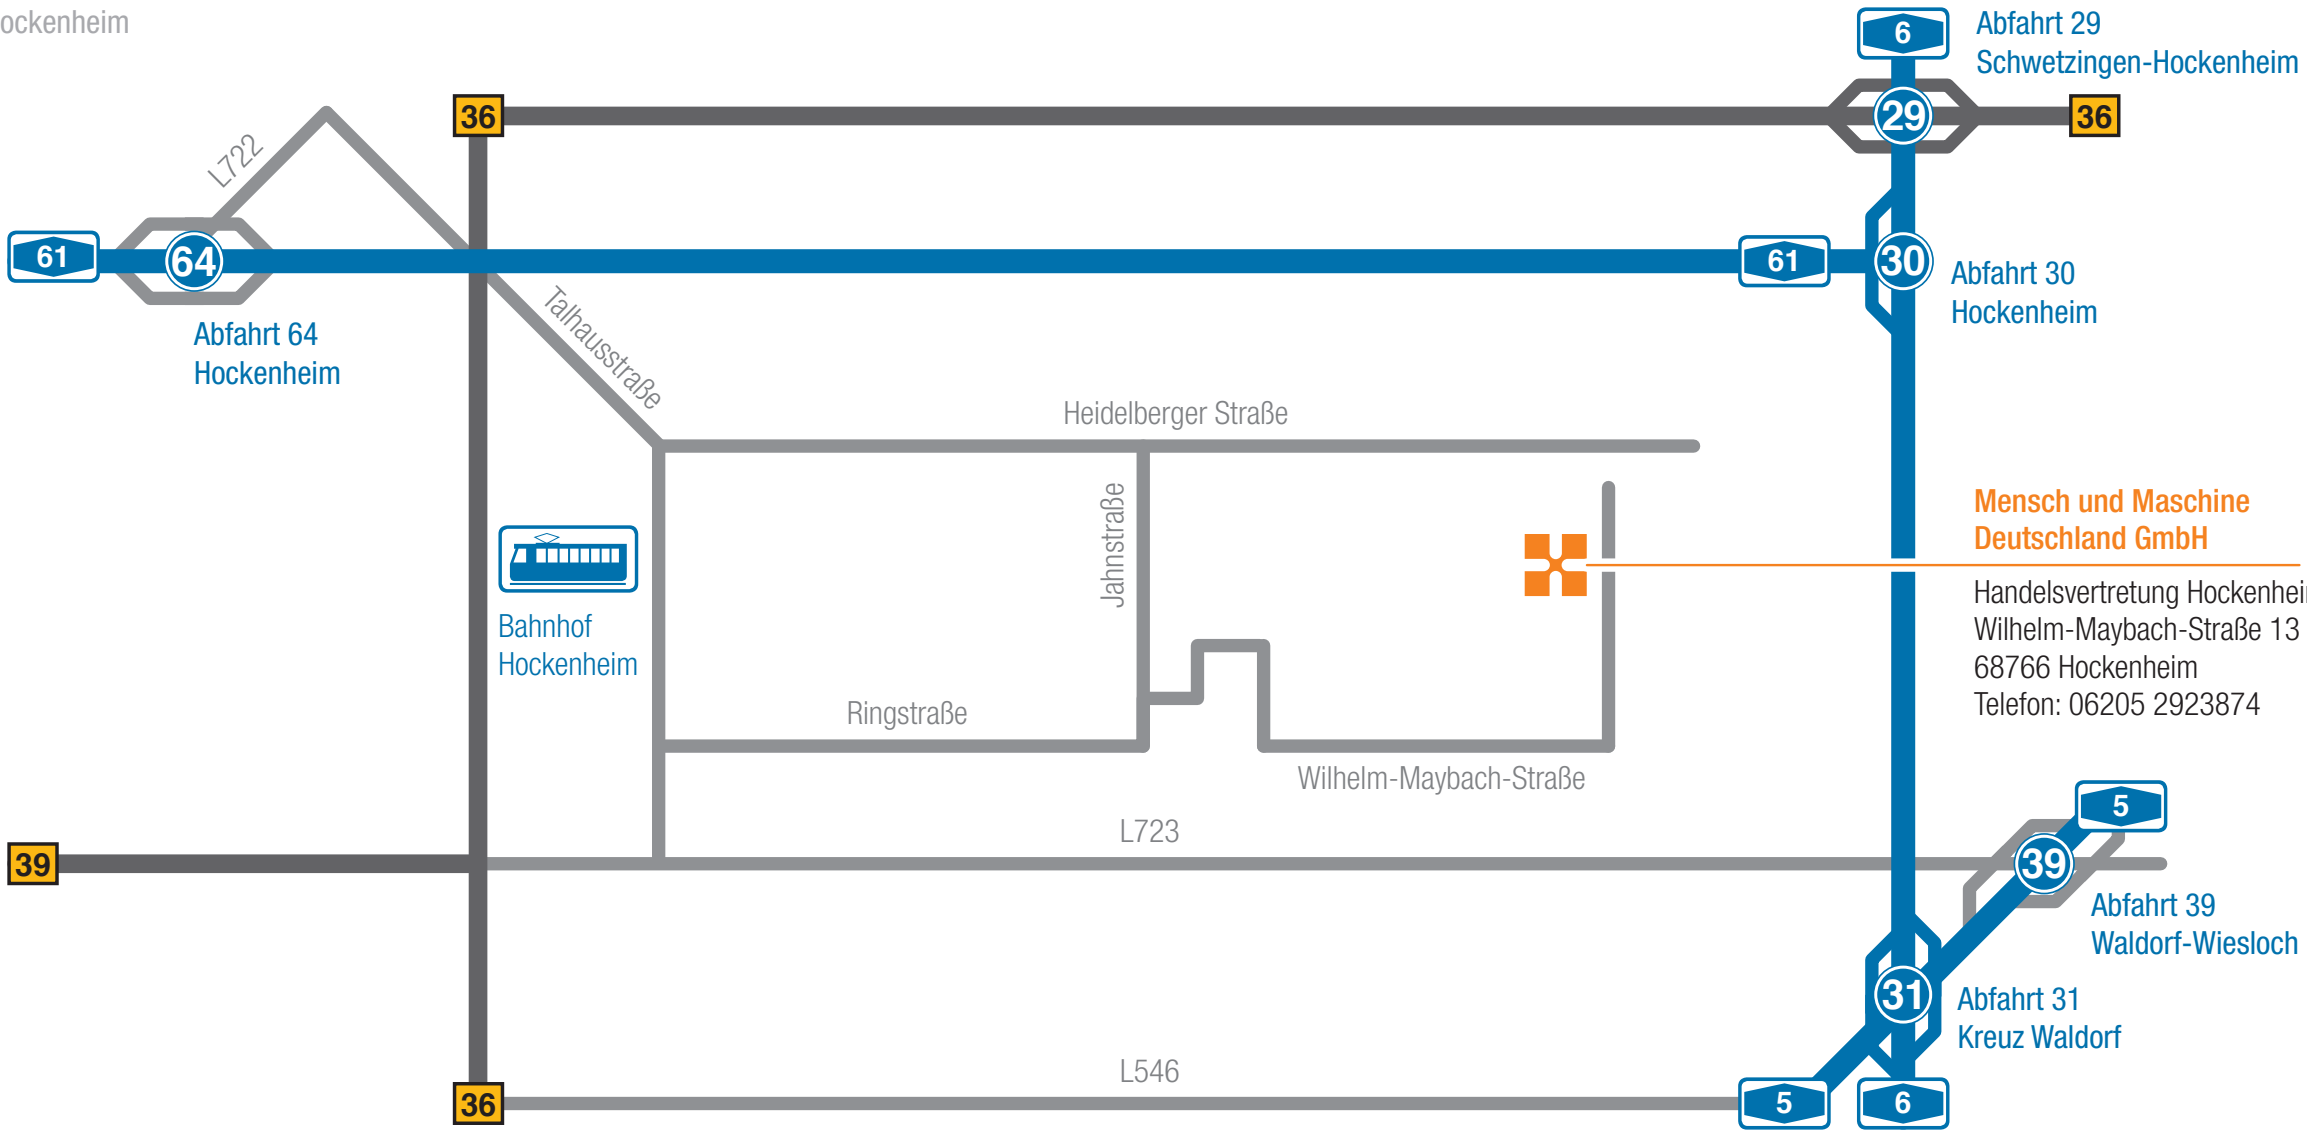 ockenheim
6
Abfahrt 29
Schwetzingen-Hockenheim
36
29
36
L722
61
64
61
30
Abfahrt 30
Hockenheim
Abfahrt 64
Hockenheim
Talhausstraße
Heidelberger Straße
Jahnstraße
Mensch und Maschine
Deutschland GmbH
Handelsvertretung Hockenhei
Wilhelm-Maybach-Straße 13
68766 Hockenheim
Telefon: 06205 2923874
Bahnhof
Hockenheim
Ringstraße
Wilhelm-Maybach-Straße
5
L723
39
39
Abfahrt 39
Waldorf-Wiesloch
31
Abfahrt 31
Kreuz Waldorf
L546
36
5
6